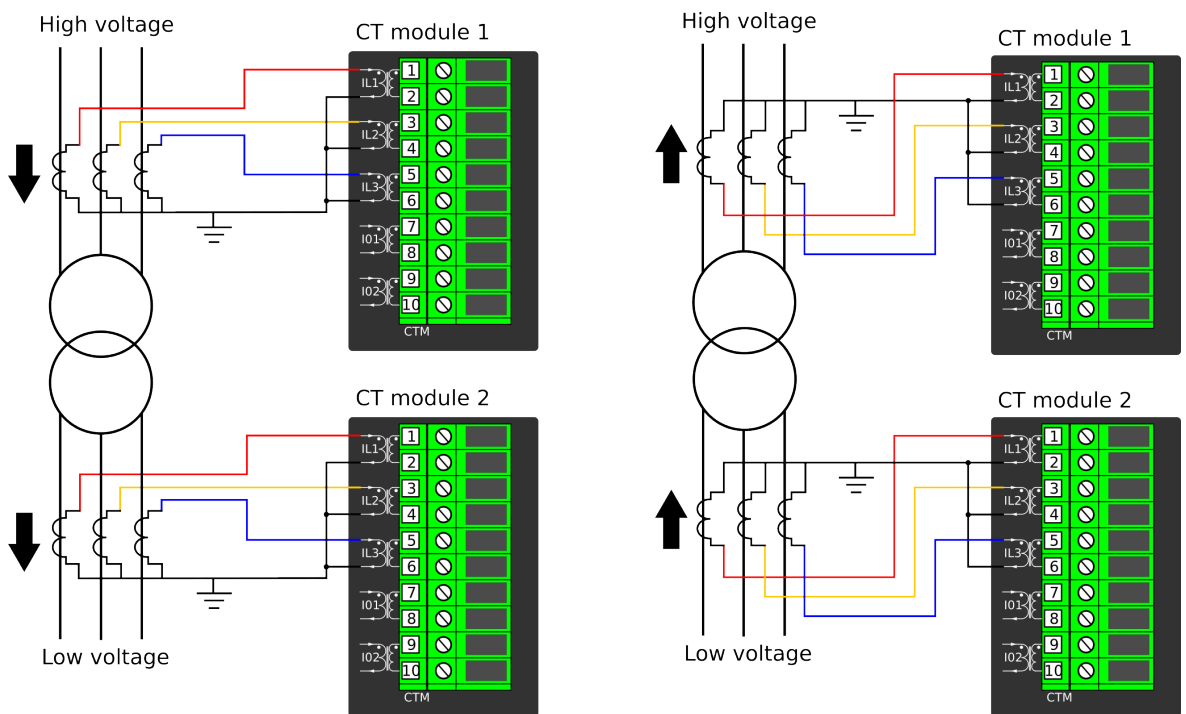 High voltage
CT module 1
IL1
IL2
IL3
I01
I02
1
2
3
4
5
6
7
8
9
10
CTM
CT module 2
IL1
IL2
IL3
I01
I02
1
2
3
4
5
6
7
8
9
10
CTM
Low voltage
High voltage
CT module 1
IL1
IL2
IL3
I01
I02
1
2
3
4
5
6
7
8
9
10
CTM
CT module 2
IL1
IL2
IL3
I01
I02
1
2
3
4
5
6
7
8
9
10
CTM
Low voltage